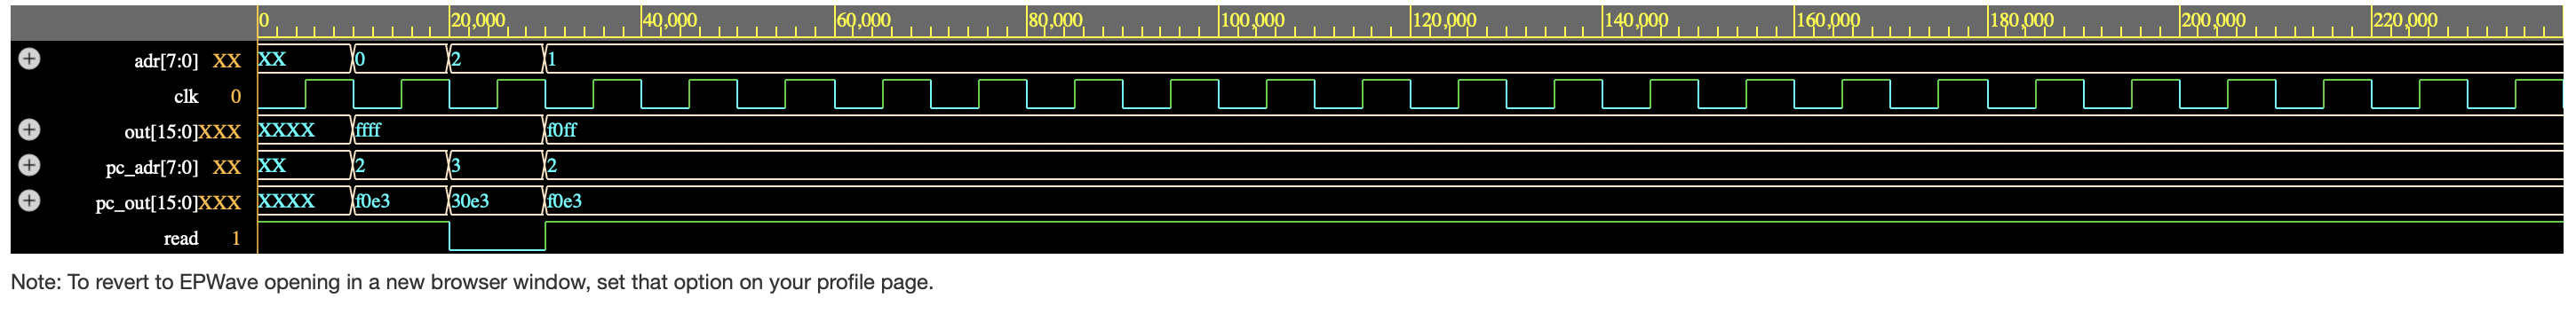 0 20,000 40,000 60,000 80,000 100,000 120,000 140,000 160,000 180,000 200,000 220,000
adr[7:0] XX XX 0 2 1
clk 0
out[15:0]XXX XXXX ffff f0ff
pc_adr[7:0] XX XX 2 3 2
pc_out[15:0]XXX XXXX f0e3 30e3 f0e3
read 1
Note: To revert to EPWave opening in a new browser window, set that option on your profile page.